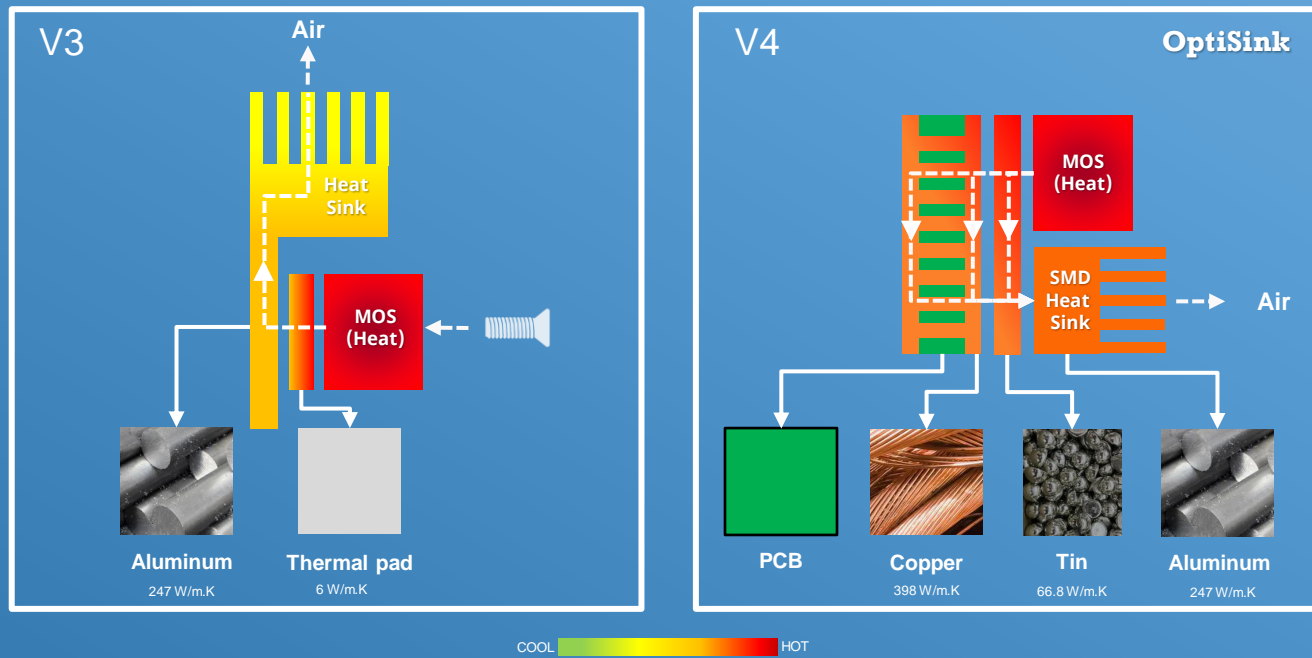 V3
Air
Heat
Sink
MOS
(Heat)
Aluminum
247 W/m.K
Thermal pad
6 W/m.K
V4
OptiSink
MOS
(Heat)
SMD
Heat
Sink
Air
PCB
Copper
398 W/m.K
Tin
66.8 W/m.K
Aluminum
247 W/m.K
COOL
HOT